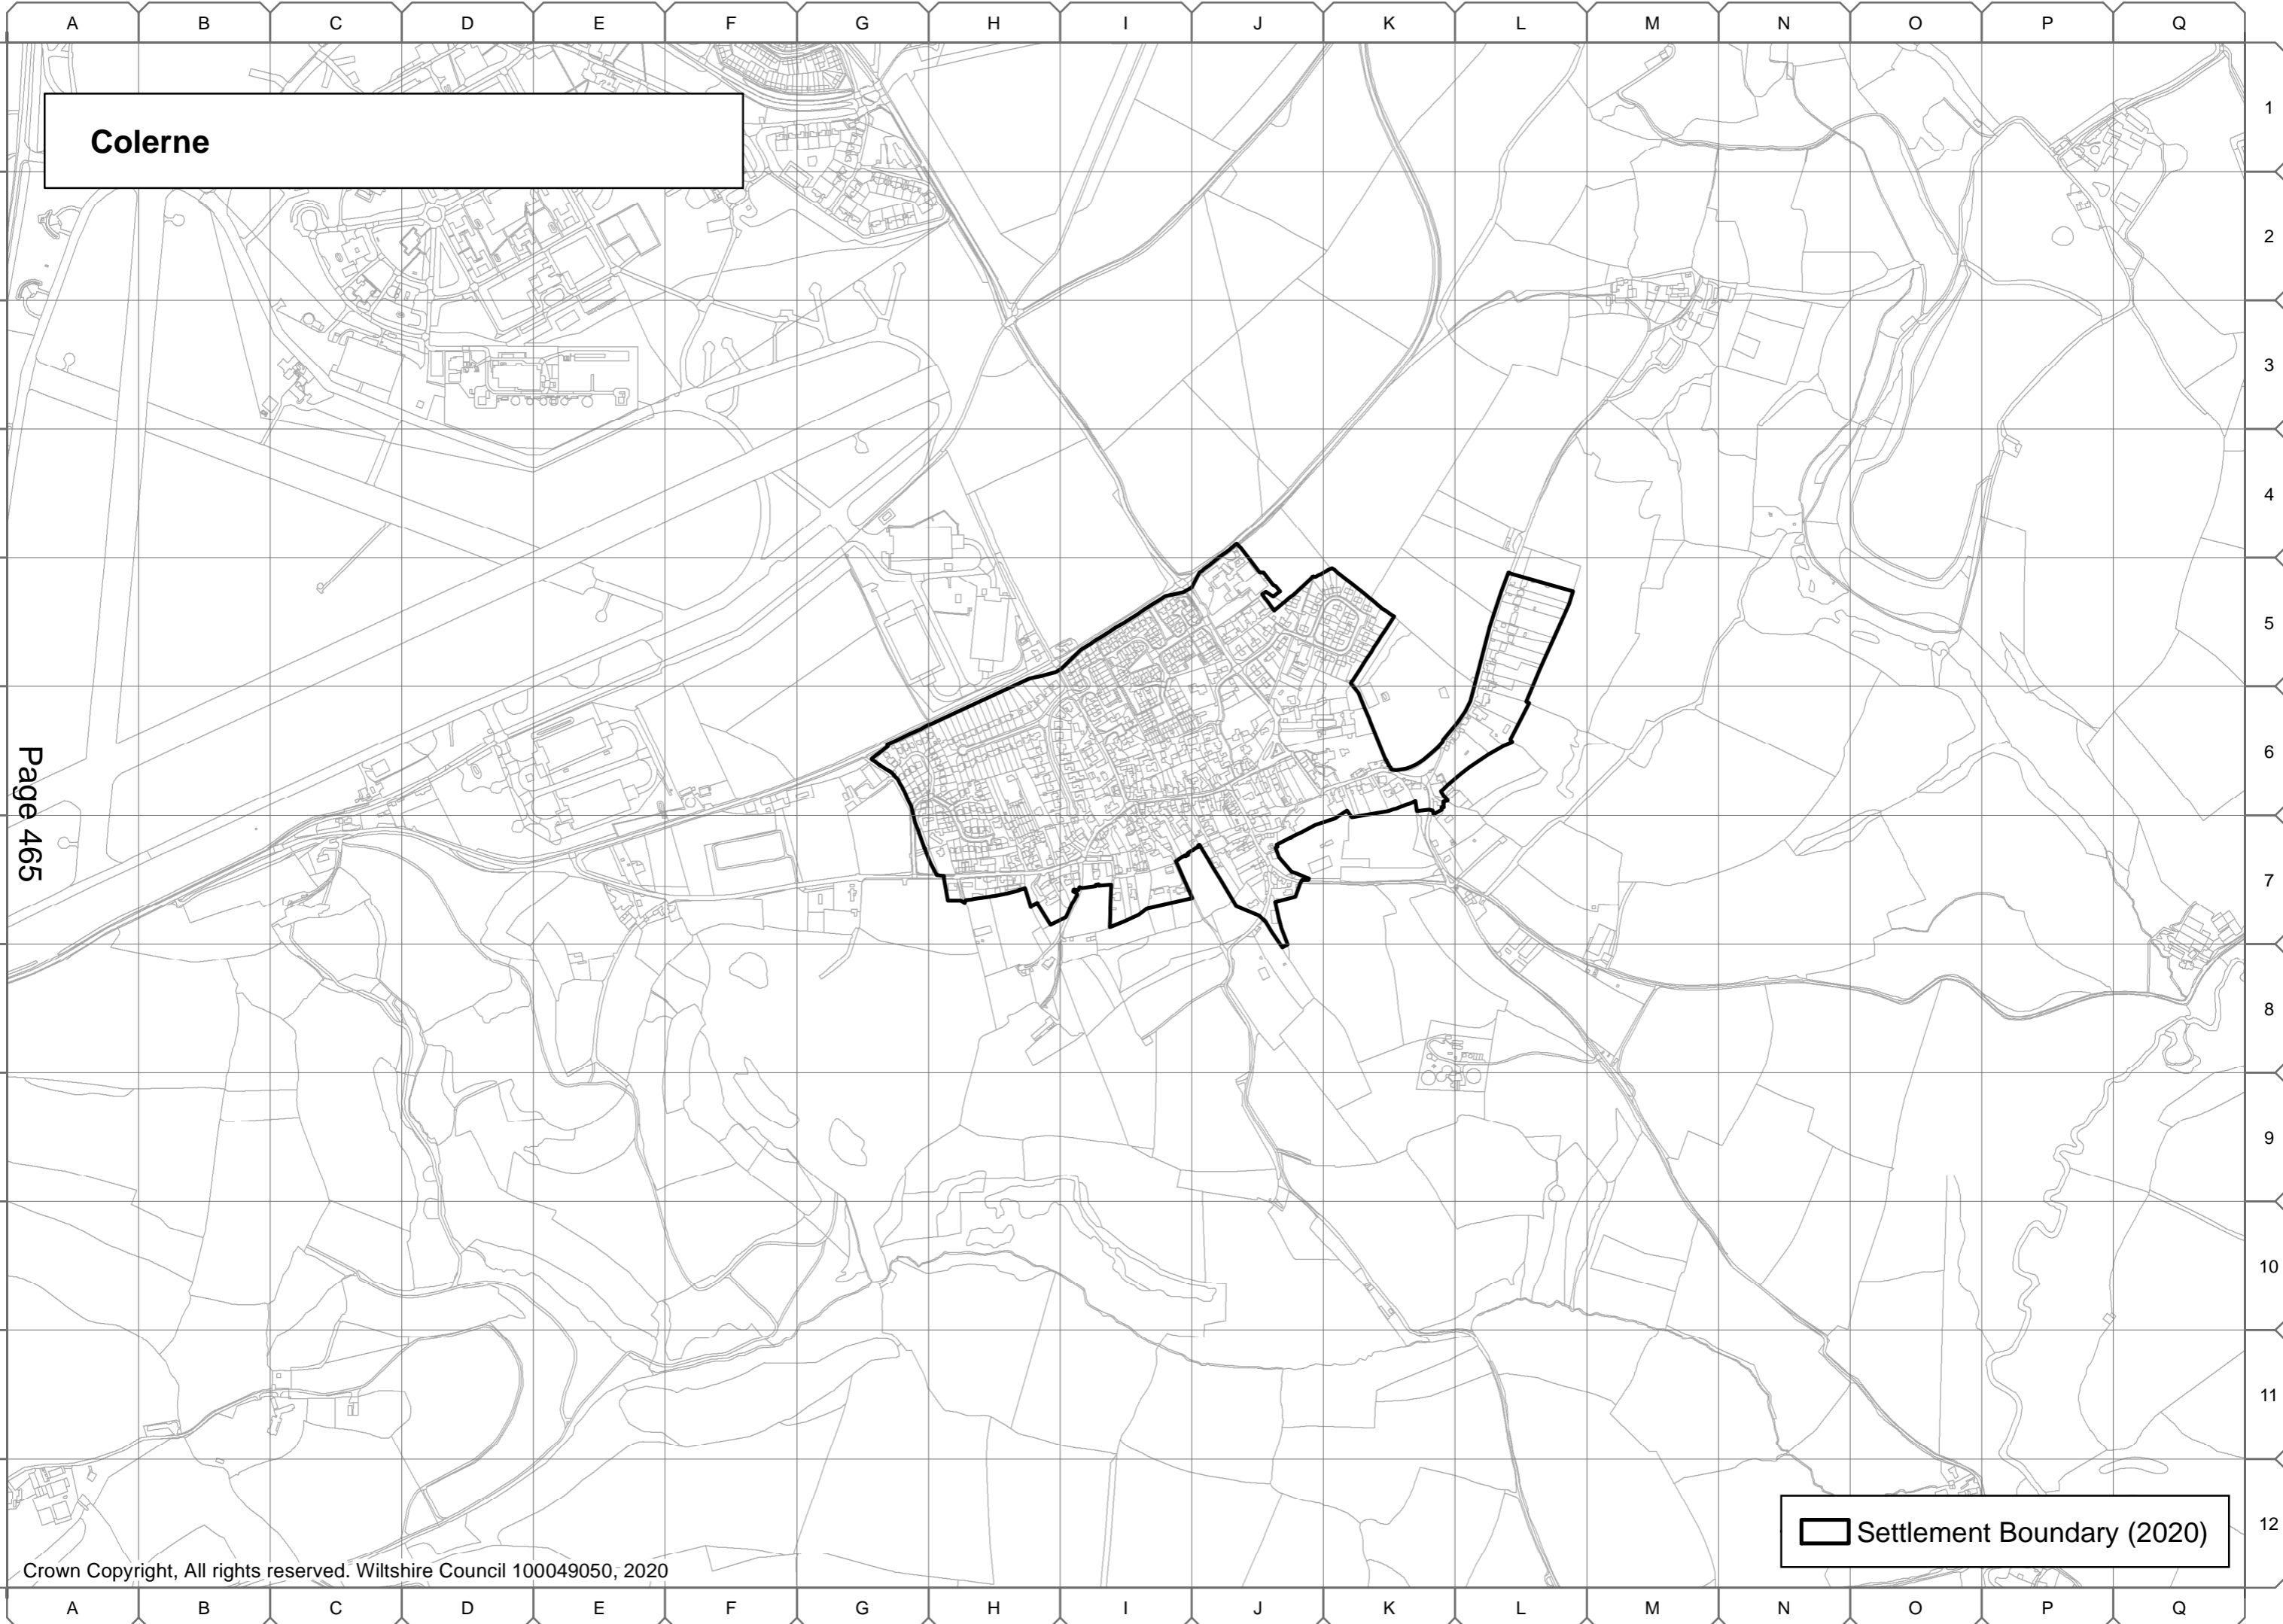 A B C D E F G H I J K L M N O P Q
Colerne
1
2
3
4
5
6
7
8
9
10
11
12
Page 465
Settlement Boundary (2020)
Crown Copyright, All rights reserved. Wiltshire Council 100049050, 2020
A B C D E F G H I J K L M N O P Q